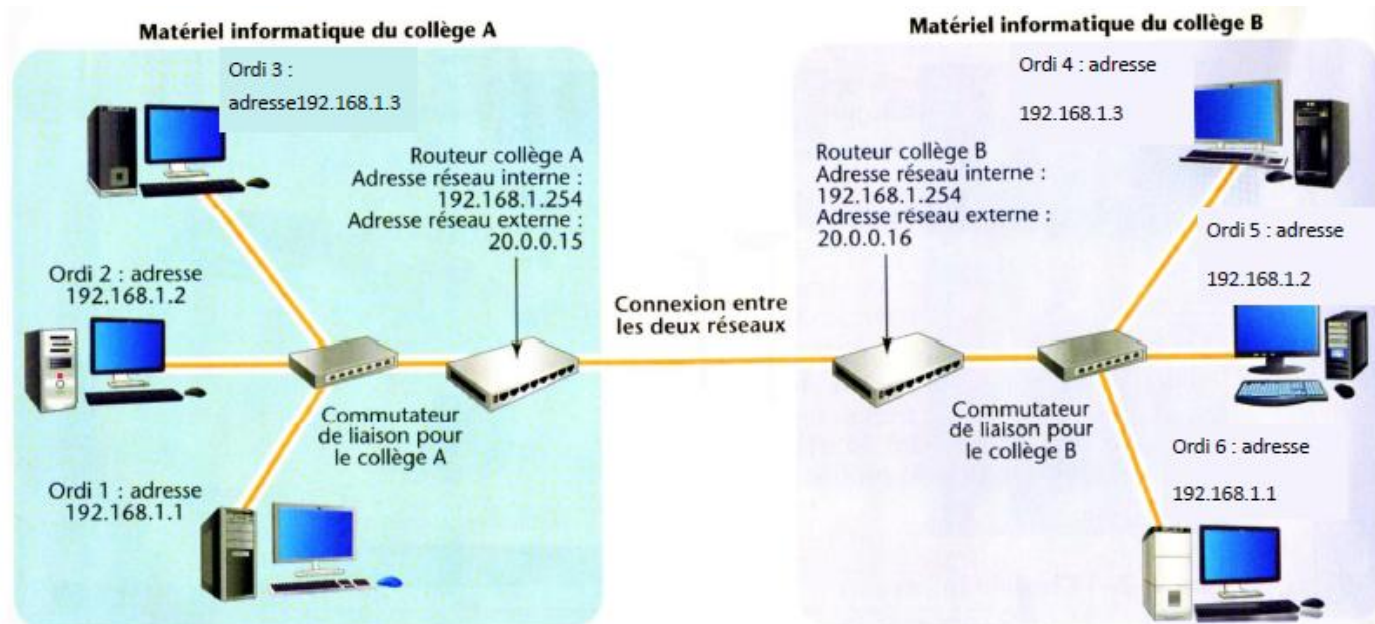 Matériel informatique du collège A
Ordi 3 :
adresse192.168.1.3
Routeur collège A
Adresse réseau interne :
192.168.1.254
Adresse réseau externe :
20.0.0.15
Ordi 2 : adresse
192.168.1.2
Commutateur
de liaison pour
le collège A
Ordi 1 : adresse
192.168.1.1
Connexion entre
les deux réseaux
Matériel informatique du collège B
Ordi 4 : adresse
192.168.1.3
Routeur collège B
Adresse réseau interne :
192.168.1.254
Adresse réseau externe :
20.0.0.16
Ordi 5 : adresse
192.168.1.2
Commutateur
de liaison pour
le collège B
Ordi 6 : adresse
192.168.1.1